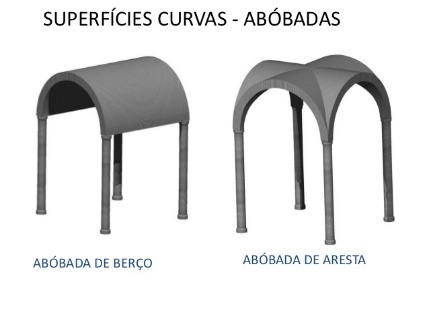 SUPERFÍCIES CURVAS - ABÓBADAS
ABÓBADA DE BERÇO
ABÓBADA DE ARESTA